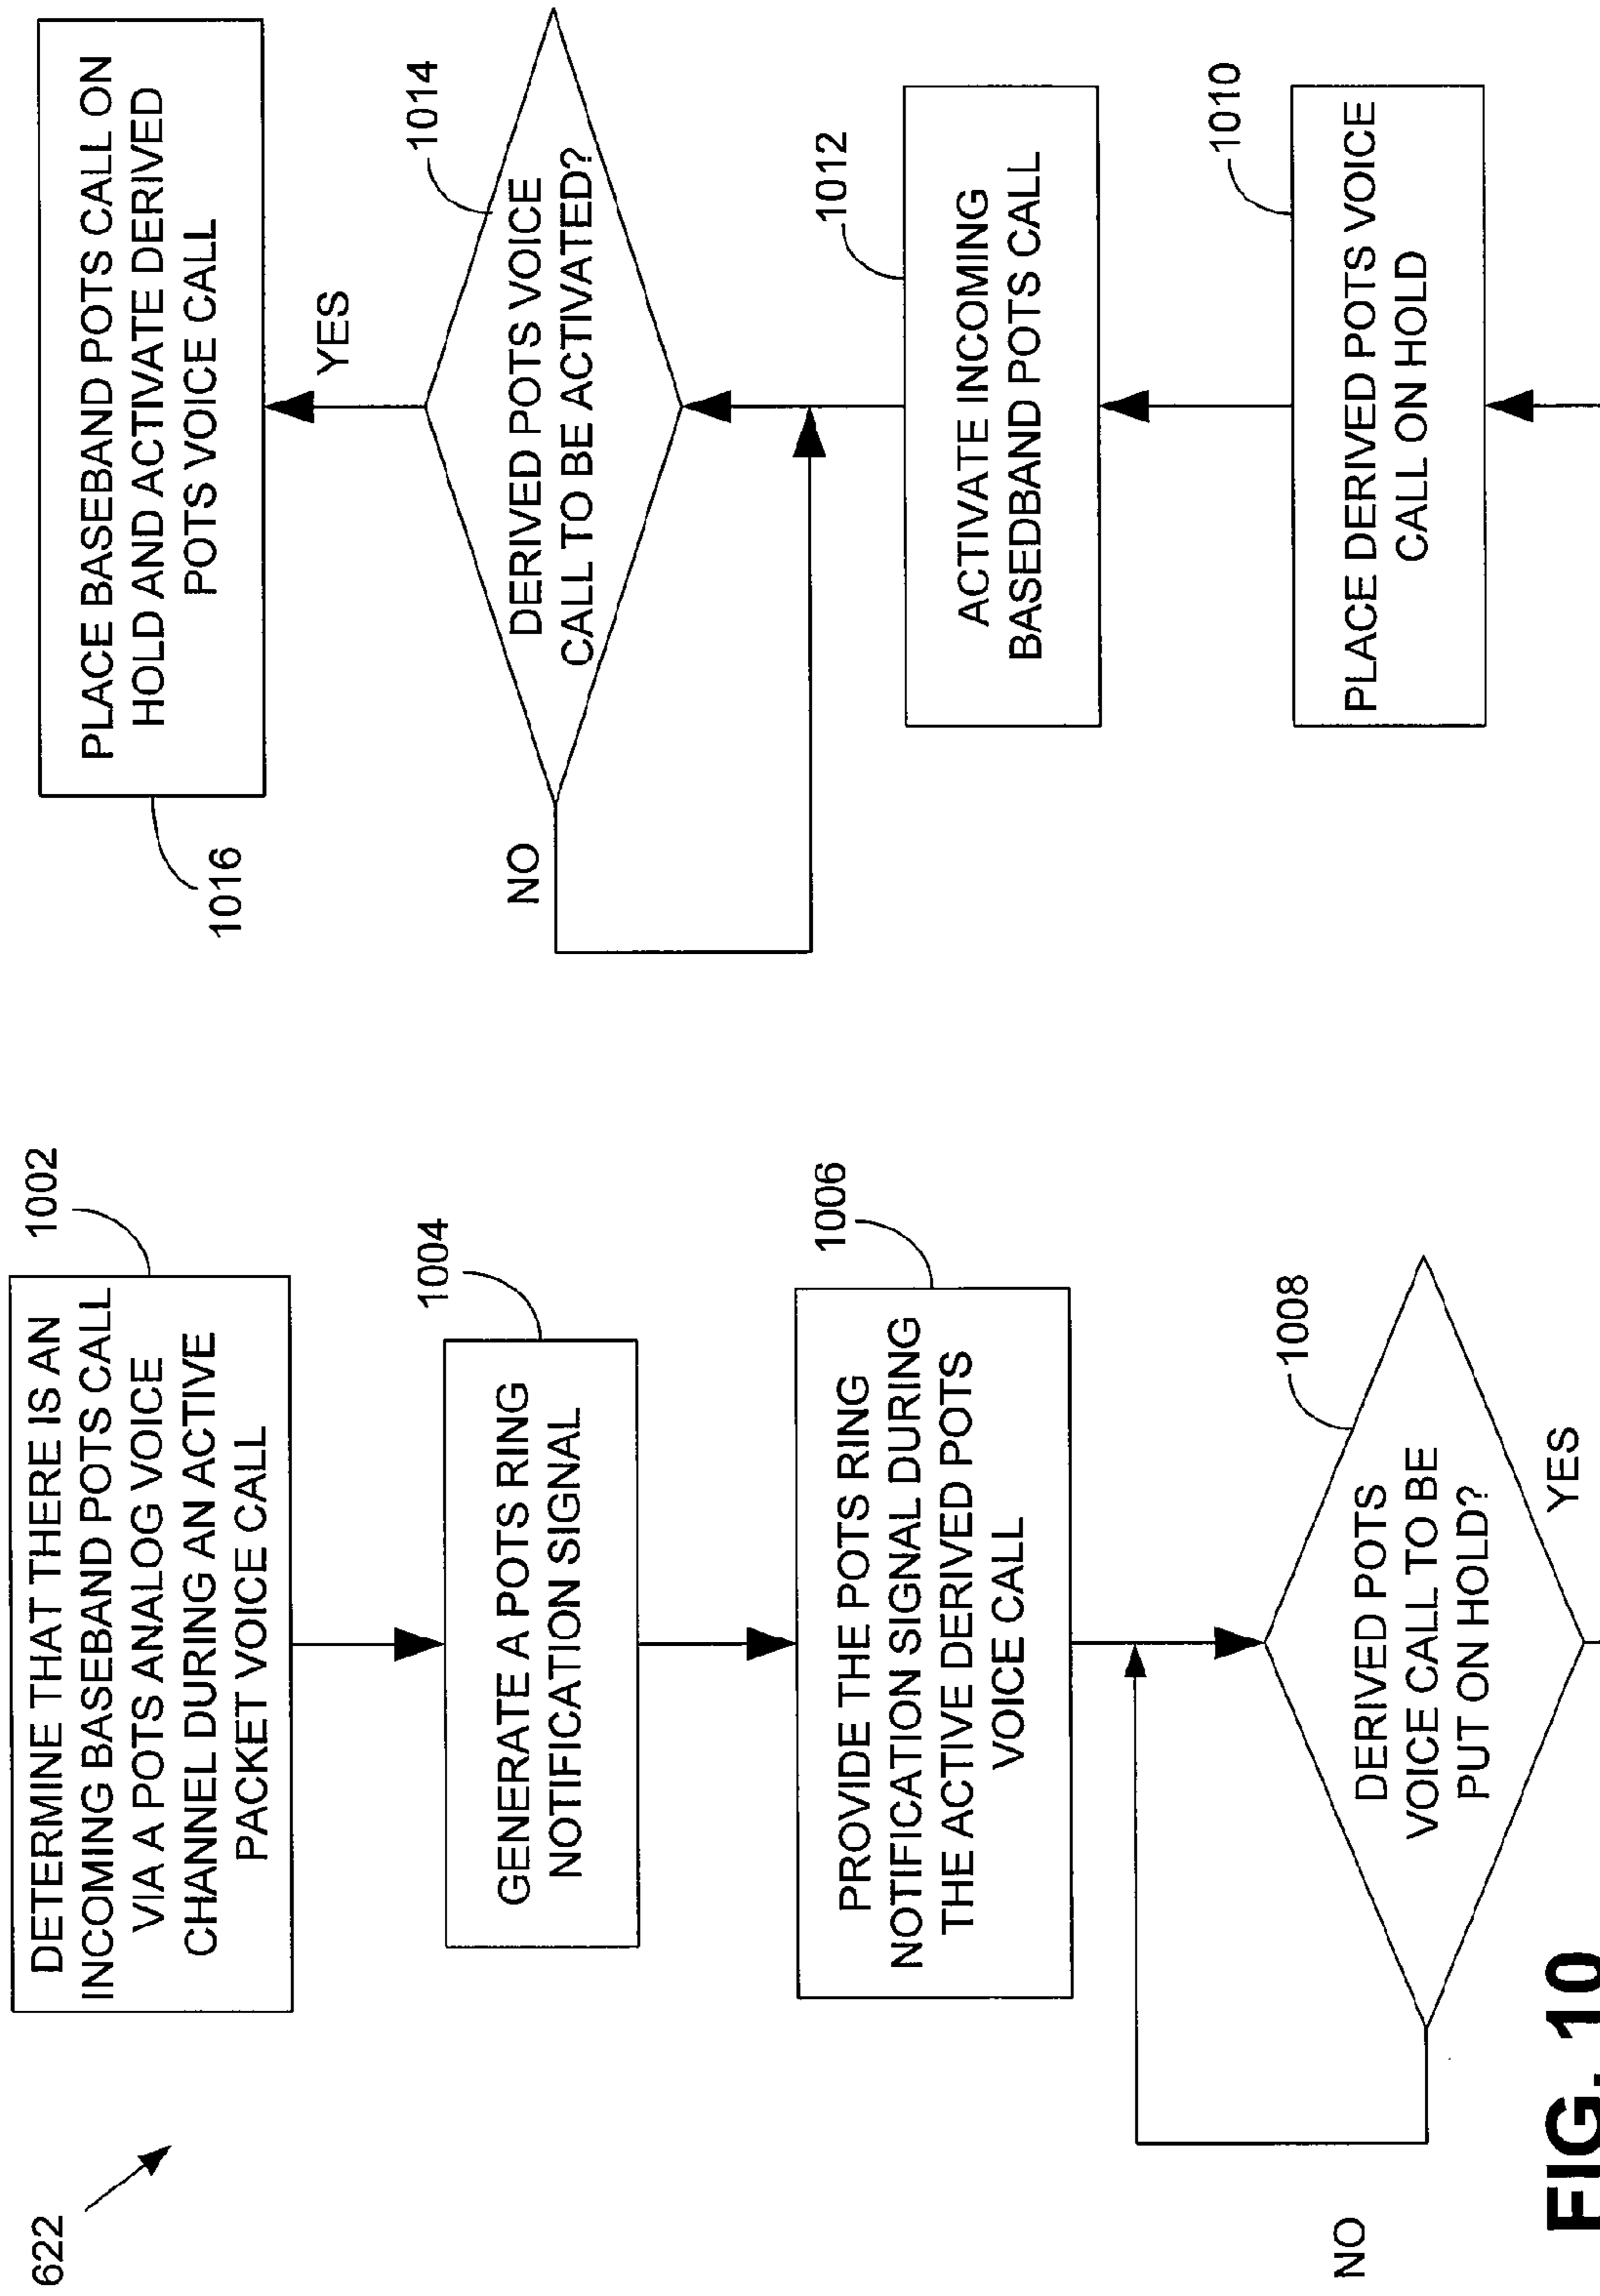 622
DETERMINE THAT THERE IS AN
INCOMING BASEBAND POTS CALL
VIA A POTS ANALOG VOICE
CHANNEL DURING AN ACTIVE
PACKET VOICE CALL
1002
GENERATE A POTS RING
NOTIFICATION SIGNAL
1004
PROVIDE THE POTS RING
NOTIFICATION SIGNAL DURING
THE ACTIVE DERIVED POTS
VOICE CALL
1006
DERIVED POTS
VOICE CALL TO BE
PUT ON HOLD?
1008
NO
YES
PLACE DERIVED POTS VOICE
CALL ON HOLD
1010
ACTIVATE INCOMING
BASEDBAND POTS CALL
1012
DERIVED POTS VOICE
CALL TO BE ACTIVATED?
1014
NO
YES
PLACE BASEBAND POTS CALL ON
HOLD AND ACTIVATE DERIVED
POTS VOICE CALL
1016
FIG. 10